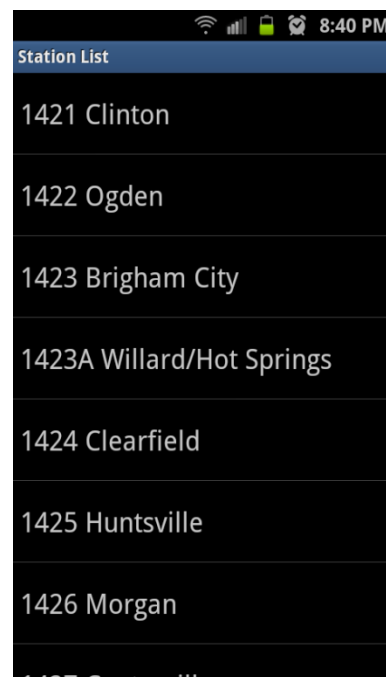 8:40 PM
Station List
1421 Clinton
1422 Ogden
1423 Brigham City
1423A Willard/Hot Springs
1424 Clearfield
1425 Huntsville
1426 Morgan